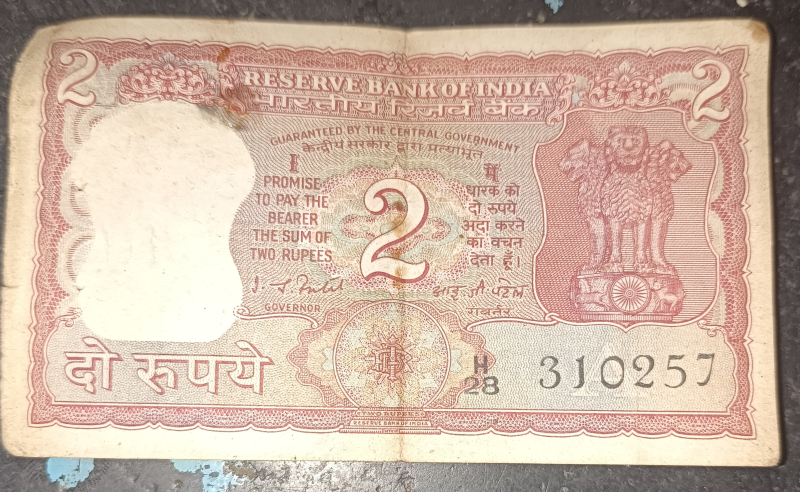 2
RESERVE BANK OF INDIA
2
भारतीय रिज़र्व बैंक
GUARANTEED BY THE CENTRAL GOVERNMENT
केन्द्रीय सरकार द्वारा प्रत्याभूत
I
PROMISE
TO PAY THE
BEARER
THE SUM OF
TWO RUPEES
2
मैं
धारक को
दो रुपये
अदा करने
का वचन
देता हूँ।
GOVERNOR
आइ. जी. पटेल
गवर्नर
दो रुपये
H
28
310257
A
TWO RUPEES
RESERVE BANK OF INDIA